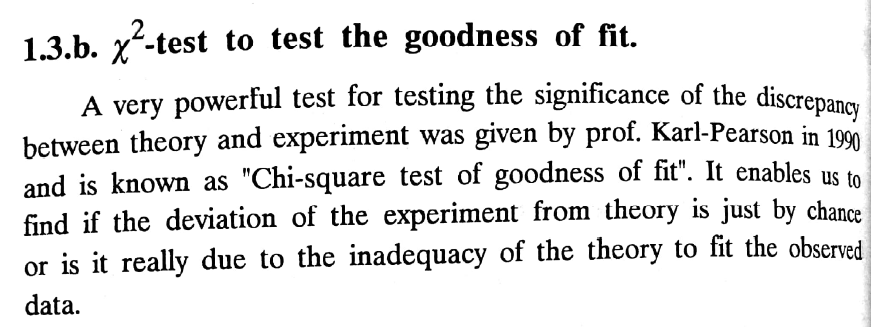 1.3.b. χ²-test to test the goodness of fit.
A very powerful test for testing the significance of the discrepancy
between theory and experiment was given by prof. Karl-Pearson in 1990
and is known as "Chi-square test of goodness of fit". It enables us to
find if the deviation of the experiment from theory is just by chance
or is it really due to the inadequacy of the theory to fit the observed
data.